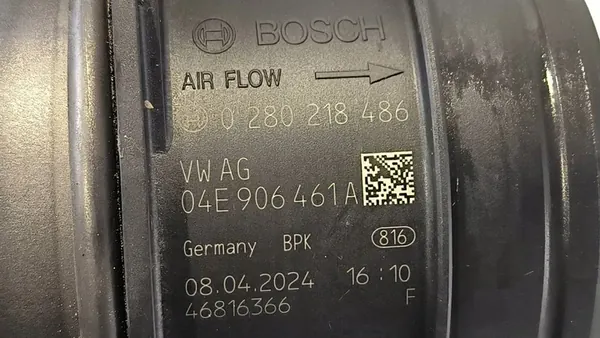 BOSCH
AIR FLOW
0 280 218 486
VW AG
04E 906 461 A
Germany BPK 816
08.04.2024 16:10
46816366 F